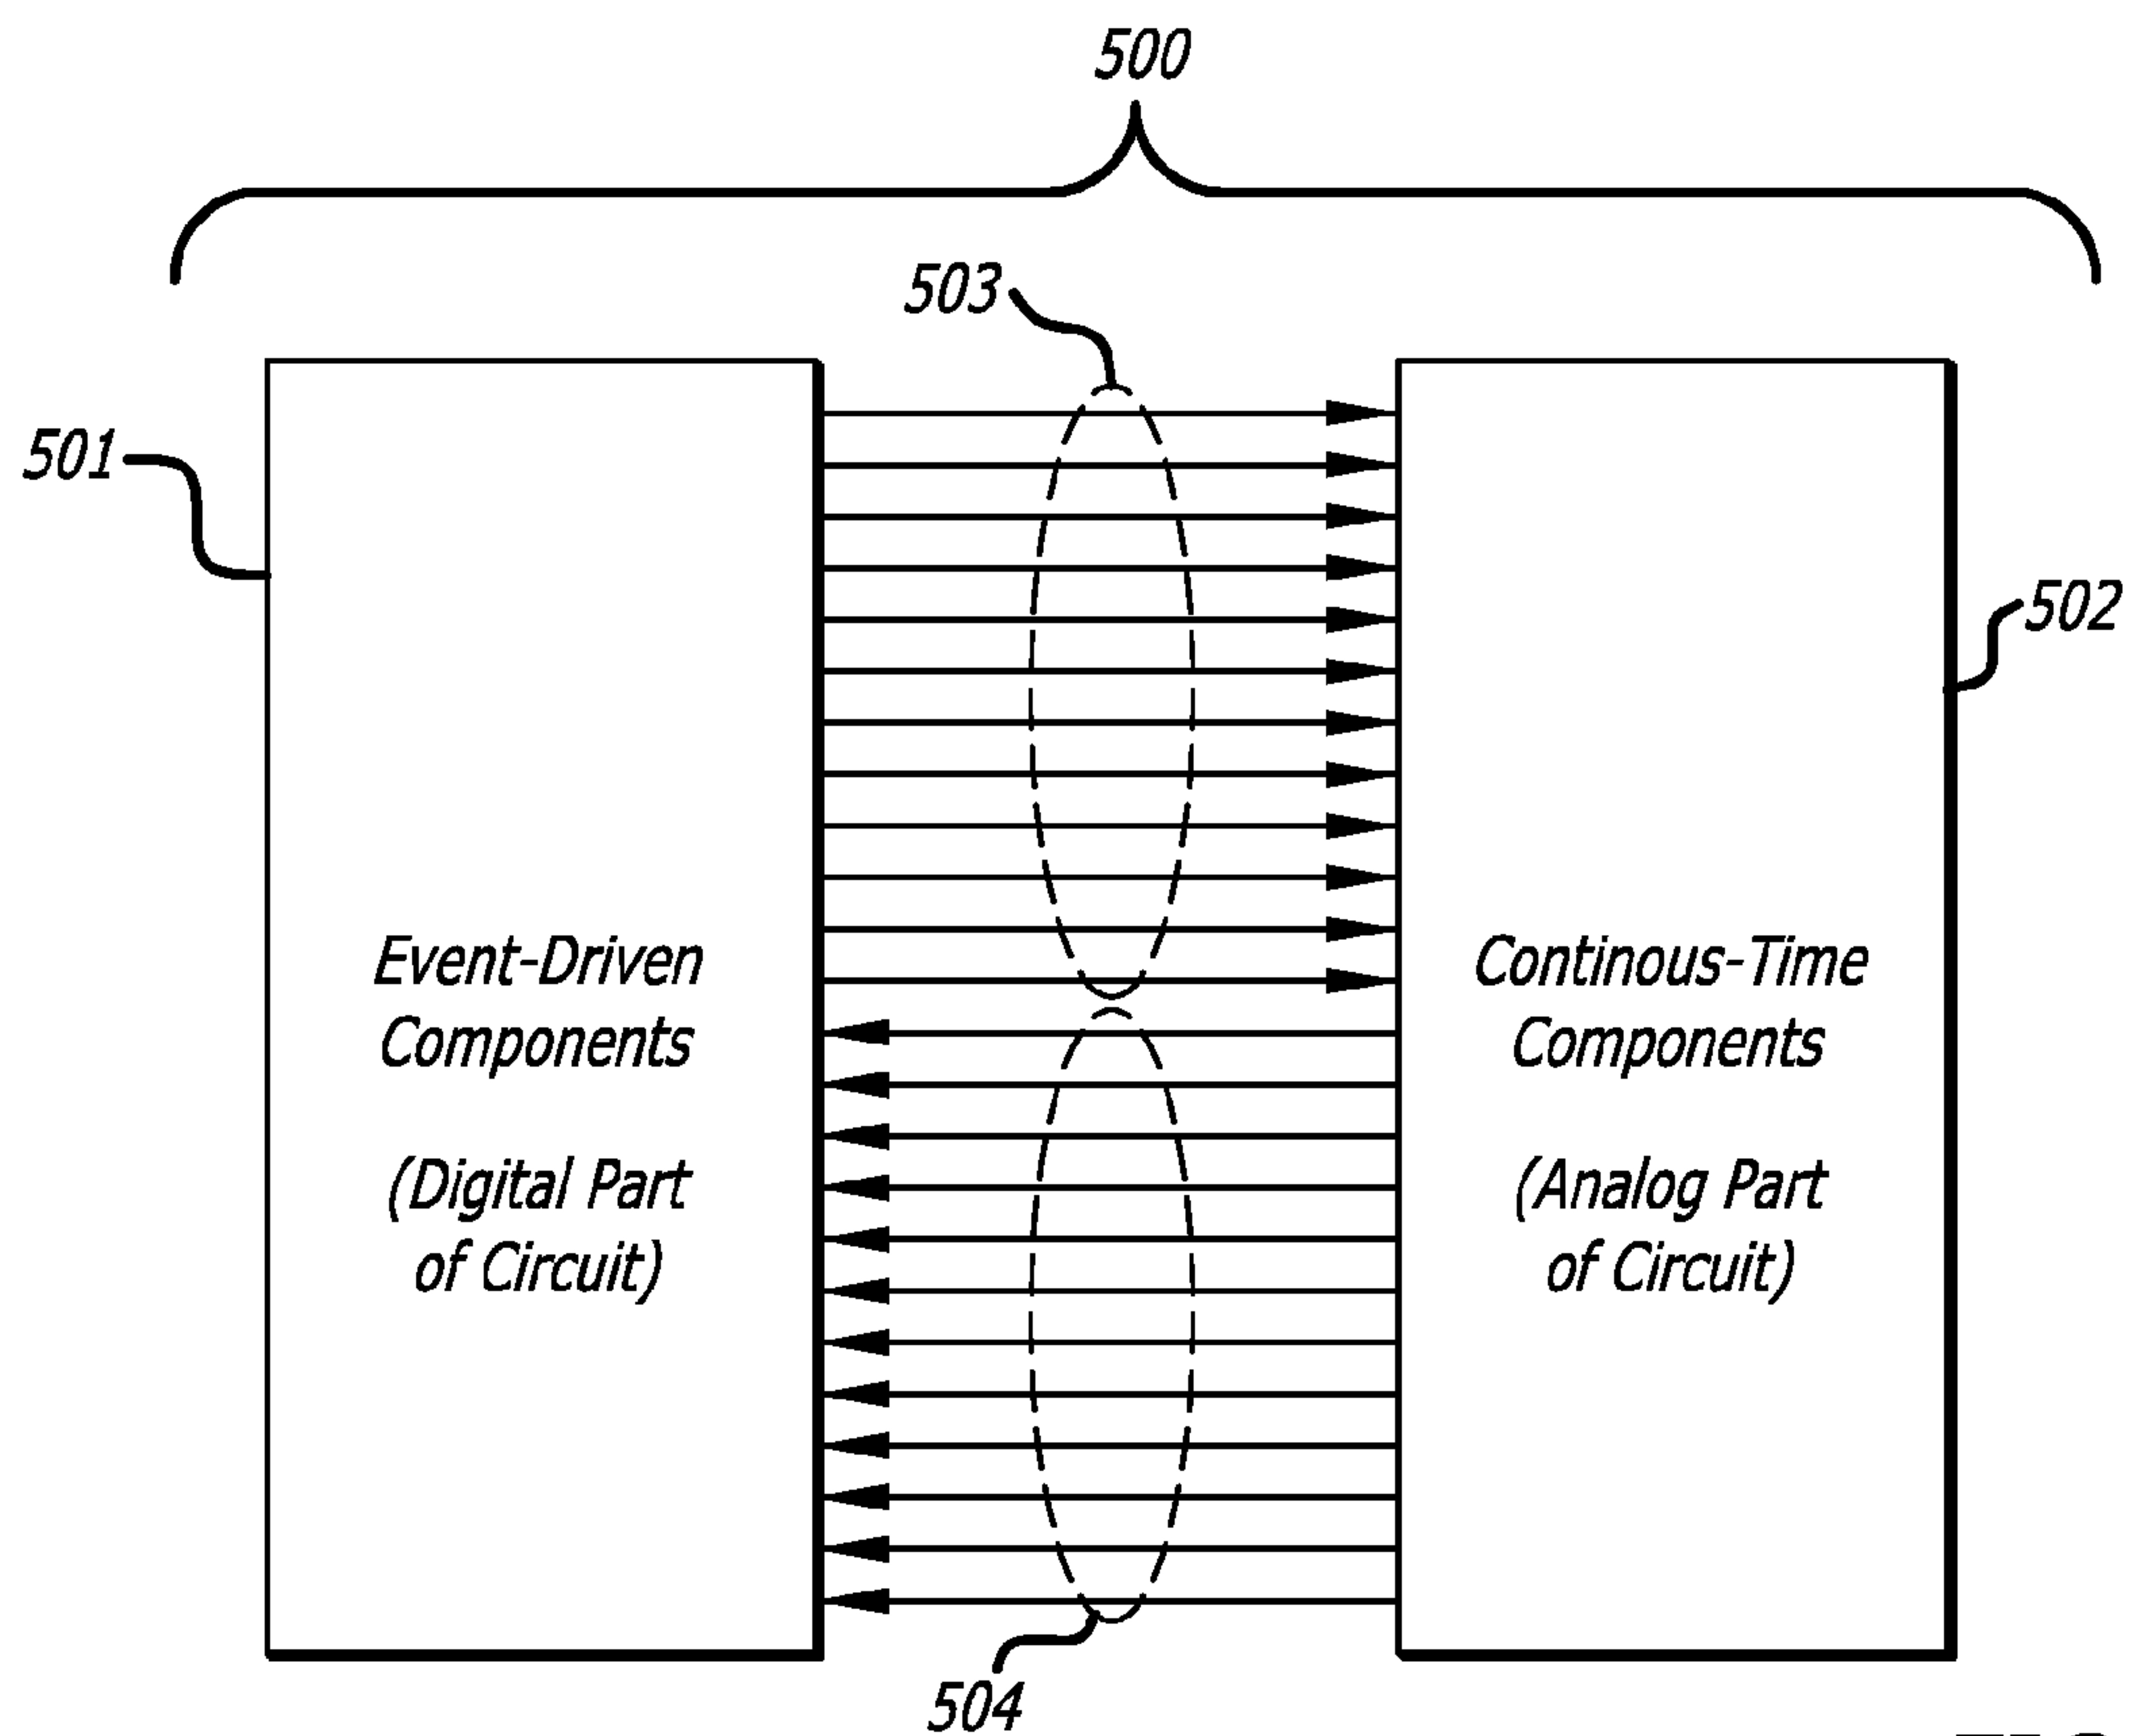 500
503
501
502
Event-Driven
Components
(Digital Part
of Circuit)
Continous-Time
Components
(Analog Part
of Circuit)
504